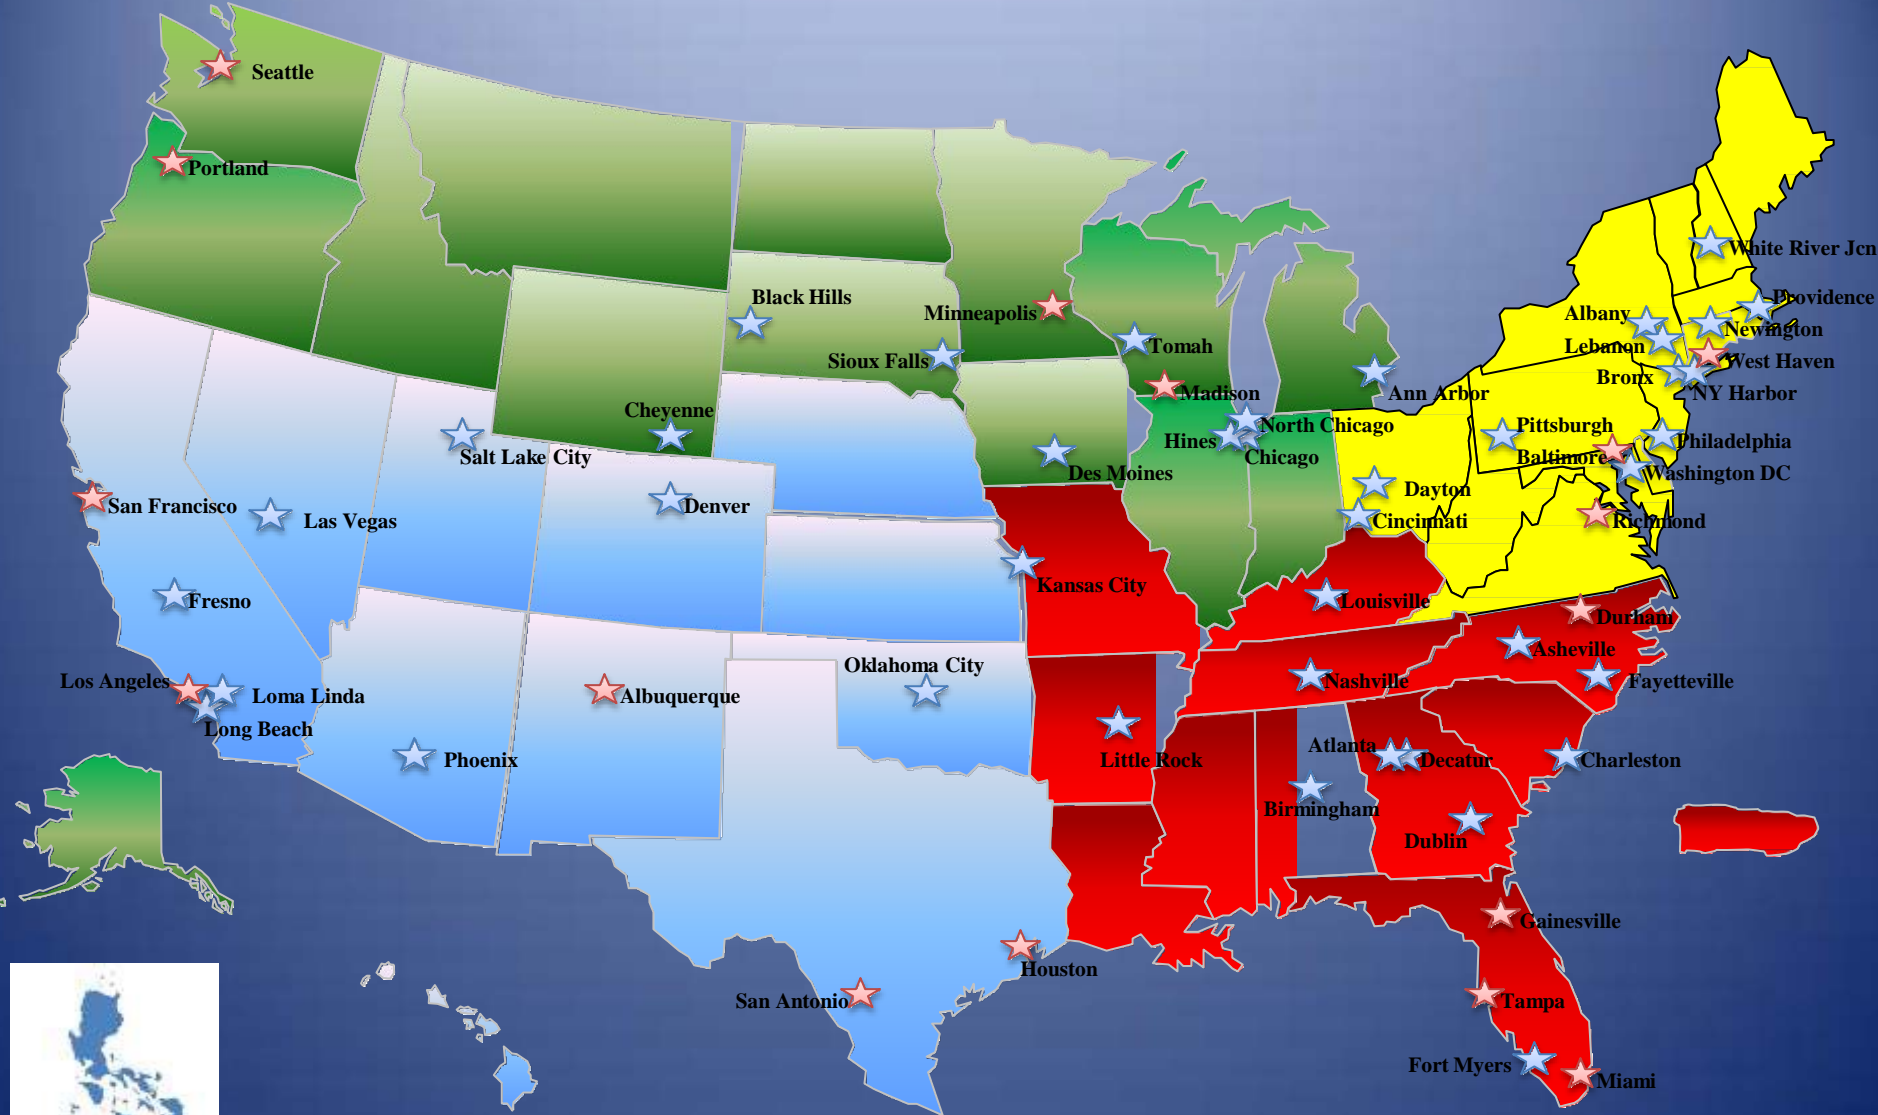 Seattle
Portland
Black Hills
Minneapolis
Sioux Falls
Tomah
Madison
Ann Arbor
Cheyenne
Salt Lake City
Des Moines
Hines
North Chicago
Chicago
White River Jcn
Providence
Albany
Newington
Lebanon
West Haven
Bronx
NY Harbor
Pittsburgh
Philadelphia
Baltimore
Washington DC
Dayton
Cincinnati
Richmond
San Francisco
Las Vegas
Denver
Fresno
Kansas City
Louisville
Durham
Asheville
Nashville
Fayetteville
Los Angeles
Loma Linda
Long Beach
Albuquerque
Oklahoma City
Phoenix
Little Rock
Atlanta
Decatur
Charleston
Birmingham
Dublin
Gainesville
Houston
San Antonio
Tampa
Fort Myers
Miami